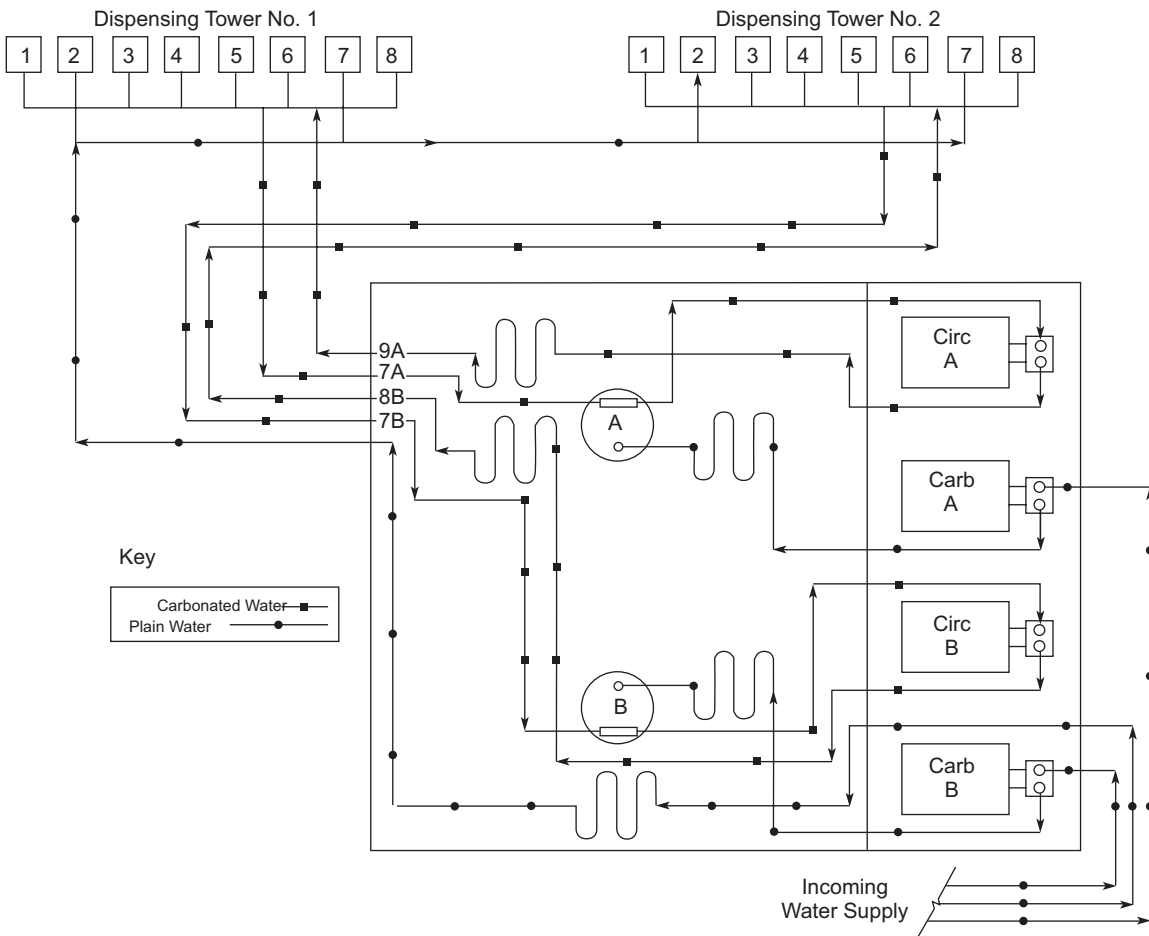 Dispensing Tower No. 1
1 2 3 4 5 6 7 8
Dispensing Tower No. 2
1 2 3 4 5 6 7 8
9A
7A
8B
7B
A
B
Circ
A
Carb
A
Circ
B
Carb
B
Key
Carbonated Water
Plain Water
Incoming
Water Supply